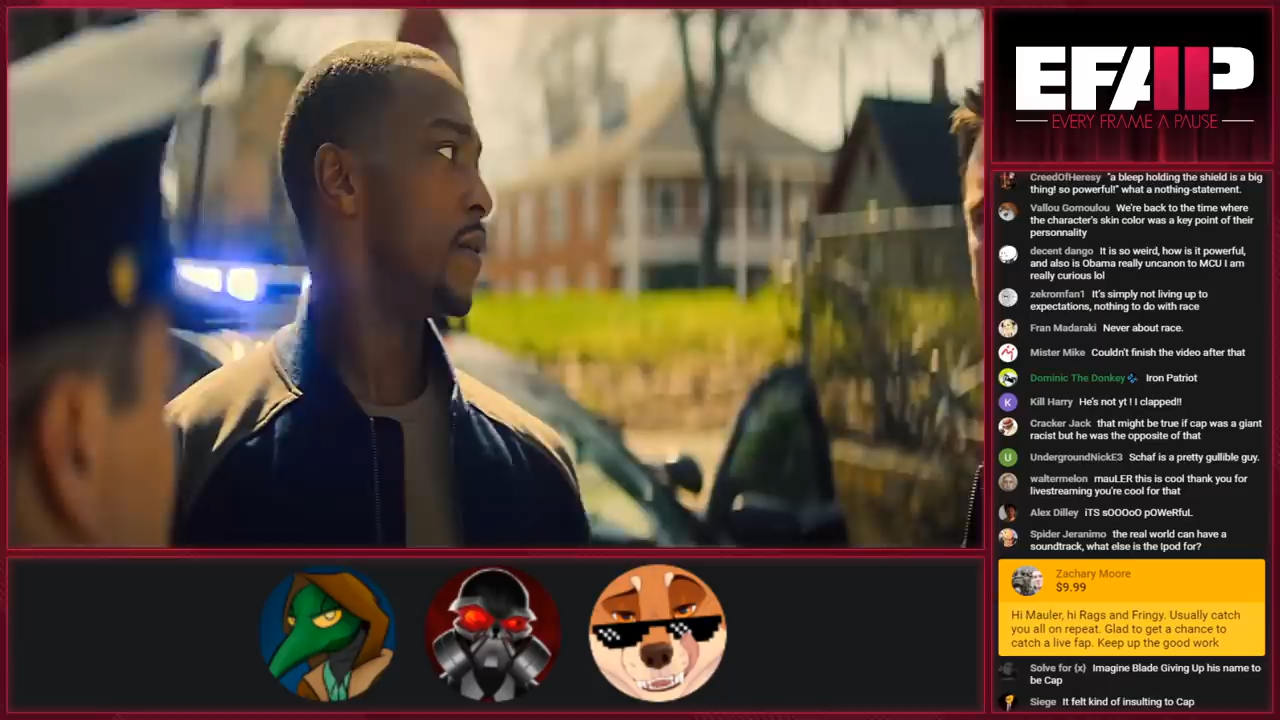 EFAP
EVERY FRAME A PAUSE
CreedOfHeresy "a bleep holding the shield is a big
thing! so powerful!" what a nothing-statement.
Vallou Gomoulou We're back to the time where
the character's skin color was a key point of their
personnality
decent dango It is so weird, how is it powerful,
and also is Obama really uncanon to MCU I am
really curious lol
zekromfan1 It's simply not living up to
expectations, nothing to do with race
Fran Madaraki Never about race.
Mister Mike Couldn't finish the video after that
Dominic The Donkey Iron Patriot
K
Kill Harry He's not yt ! I clapped!!
Cracker Jack that might be true if cap was a giant
racist but he was the opposite of that
U
UndergroundNickE3 Schaf is a pretty gullible guy.
waltermelon mauLER this is cool thank you for
livestreaming you're cool for that
Alex Dilley iTS sOOOoO pOWeRfuL
Spider Jeranimo the real world can have a
soundtrack, what else is the Ipod for?
Zachary Moore
$9.99
Hi Mauler, hi Rags and Fringy. Usually catch
you all on repeat. Glad to get a chance to
catch a live fap. Keep up the good work
Solve for {x} Imagine Blade Giving Up his name to
be Cap
Siege It felt kind of insulting to Cap